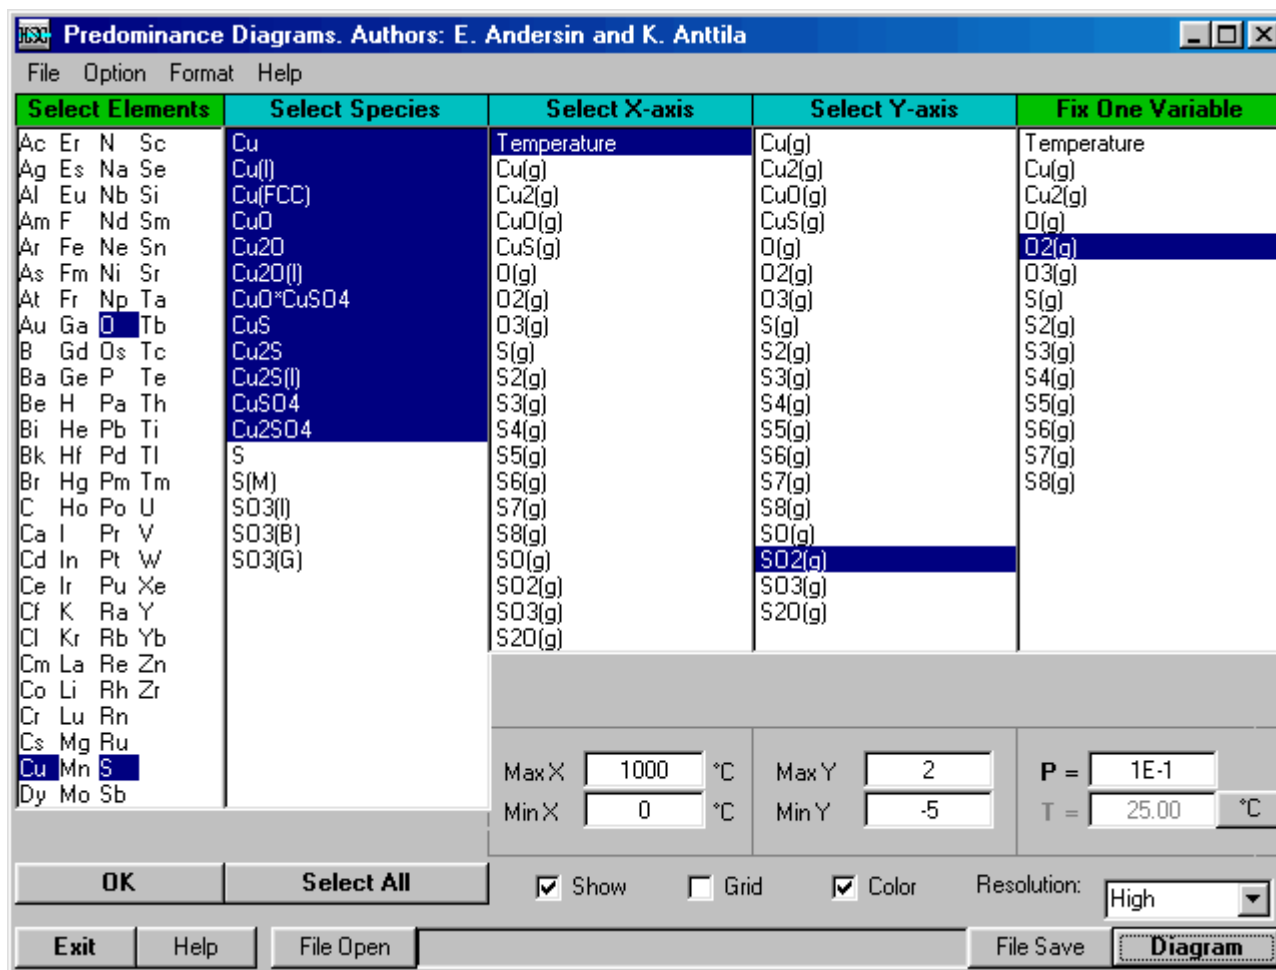 HSC Predominance Diagrams. Authors: E. Andersin and K. Anttila
File Option Format Help
Select Elements Select Species Select X-axis Select Y-axis Fix One Variable
Ac Er N Sc
Ag Es Na Se
Al Eu Nb Si
Am F Nd Sm
Ar Fe Ne Sn
As Fm Ni Sr
At Fr Np Ta
Au Ga O Tb
B Gd Os Tc
Ba Ge P Te
Be H Pa Th
Bi He Pb Ti
Bk Hf Pd Tl
Br Hg Pm Tm
C Ho Po U
Ca I Pr V
Cd In Pt W
Ce Ir Pu Xe
Cf K Ra Y
Cl Kr Rb Yb
Cm La Re Zn
Co Li Rh Zr
Cr Lu Rn
Cs Mg Ru
Cu Mn S
Dy Mo Sb
Cu
Cu(l)
Cu(FCC)
CuO
Cu2O
Cu2O(l)
CuO*CuSO4
CuS
Cu2S
Cu2S(l)
CuSO4
Cu2SO4
S
S(M)
SO3(l)
SO3(B)
SO3(G)
Temperature
Cu(g)
Cu2(g)
CuO(g)
CuS(g)
O(g)
O2(g)
O3(g)
S(g)
S2(g)
S3(g)
S4(g)
S5(g)
S6(g)
S7(g)
S8(g)
SO(g)
SO2(g)
SO3(g)
S2O(g)
Cu(g)
Cu2(g)
CuO(g)
CuS(g)
O(g)
O2(g)
O3(g)
S(g)
S2(g)
S3(g)
S4(g)
S5(g)
S6(g)
S7(g)
S8(g)
SO(g)
SO2(g)
SO3(g)
S2O(g)
Temperature
Cu(g)
Cu2(g)
O(g)
O2(g)
O3(g)
S(g)
S2(g)
S3(g)
S4(g)
S5(g)
S6(g)
S7(g)
S8(g)
Max X 1000 °C Max Y 2 P = 1E-1
Min X 0 °C Min Y -5 T = 25.00 °C
OK Select All Show Grid Color Resolution: High
Exit Help File Open File Save Diagram